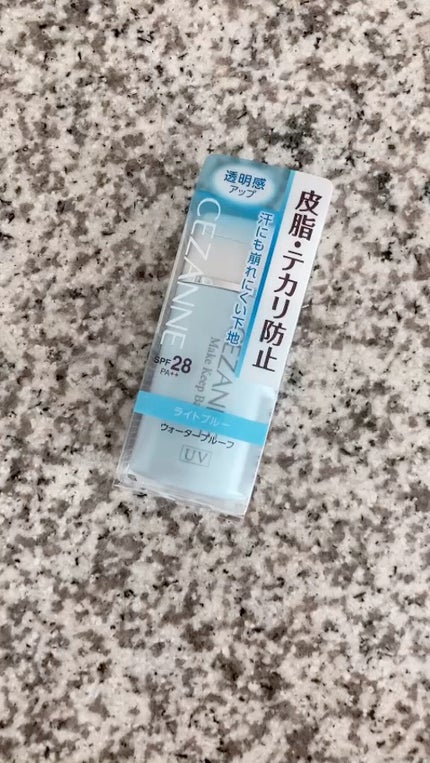 透明感
アップ
皮脂・テカリ防止
汗にも崩れにくい下地
CEZANNE
CEZAN
Make Keep B
SPF28
PA++
ライトブルー
ウォータープルーフ
UV